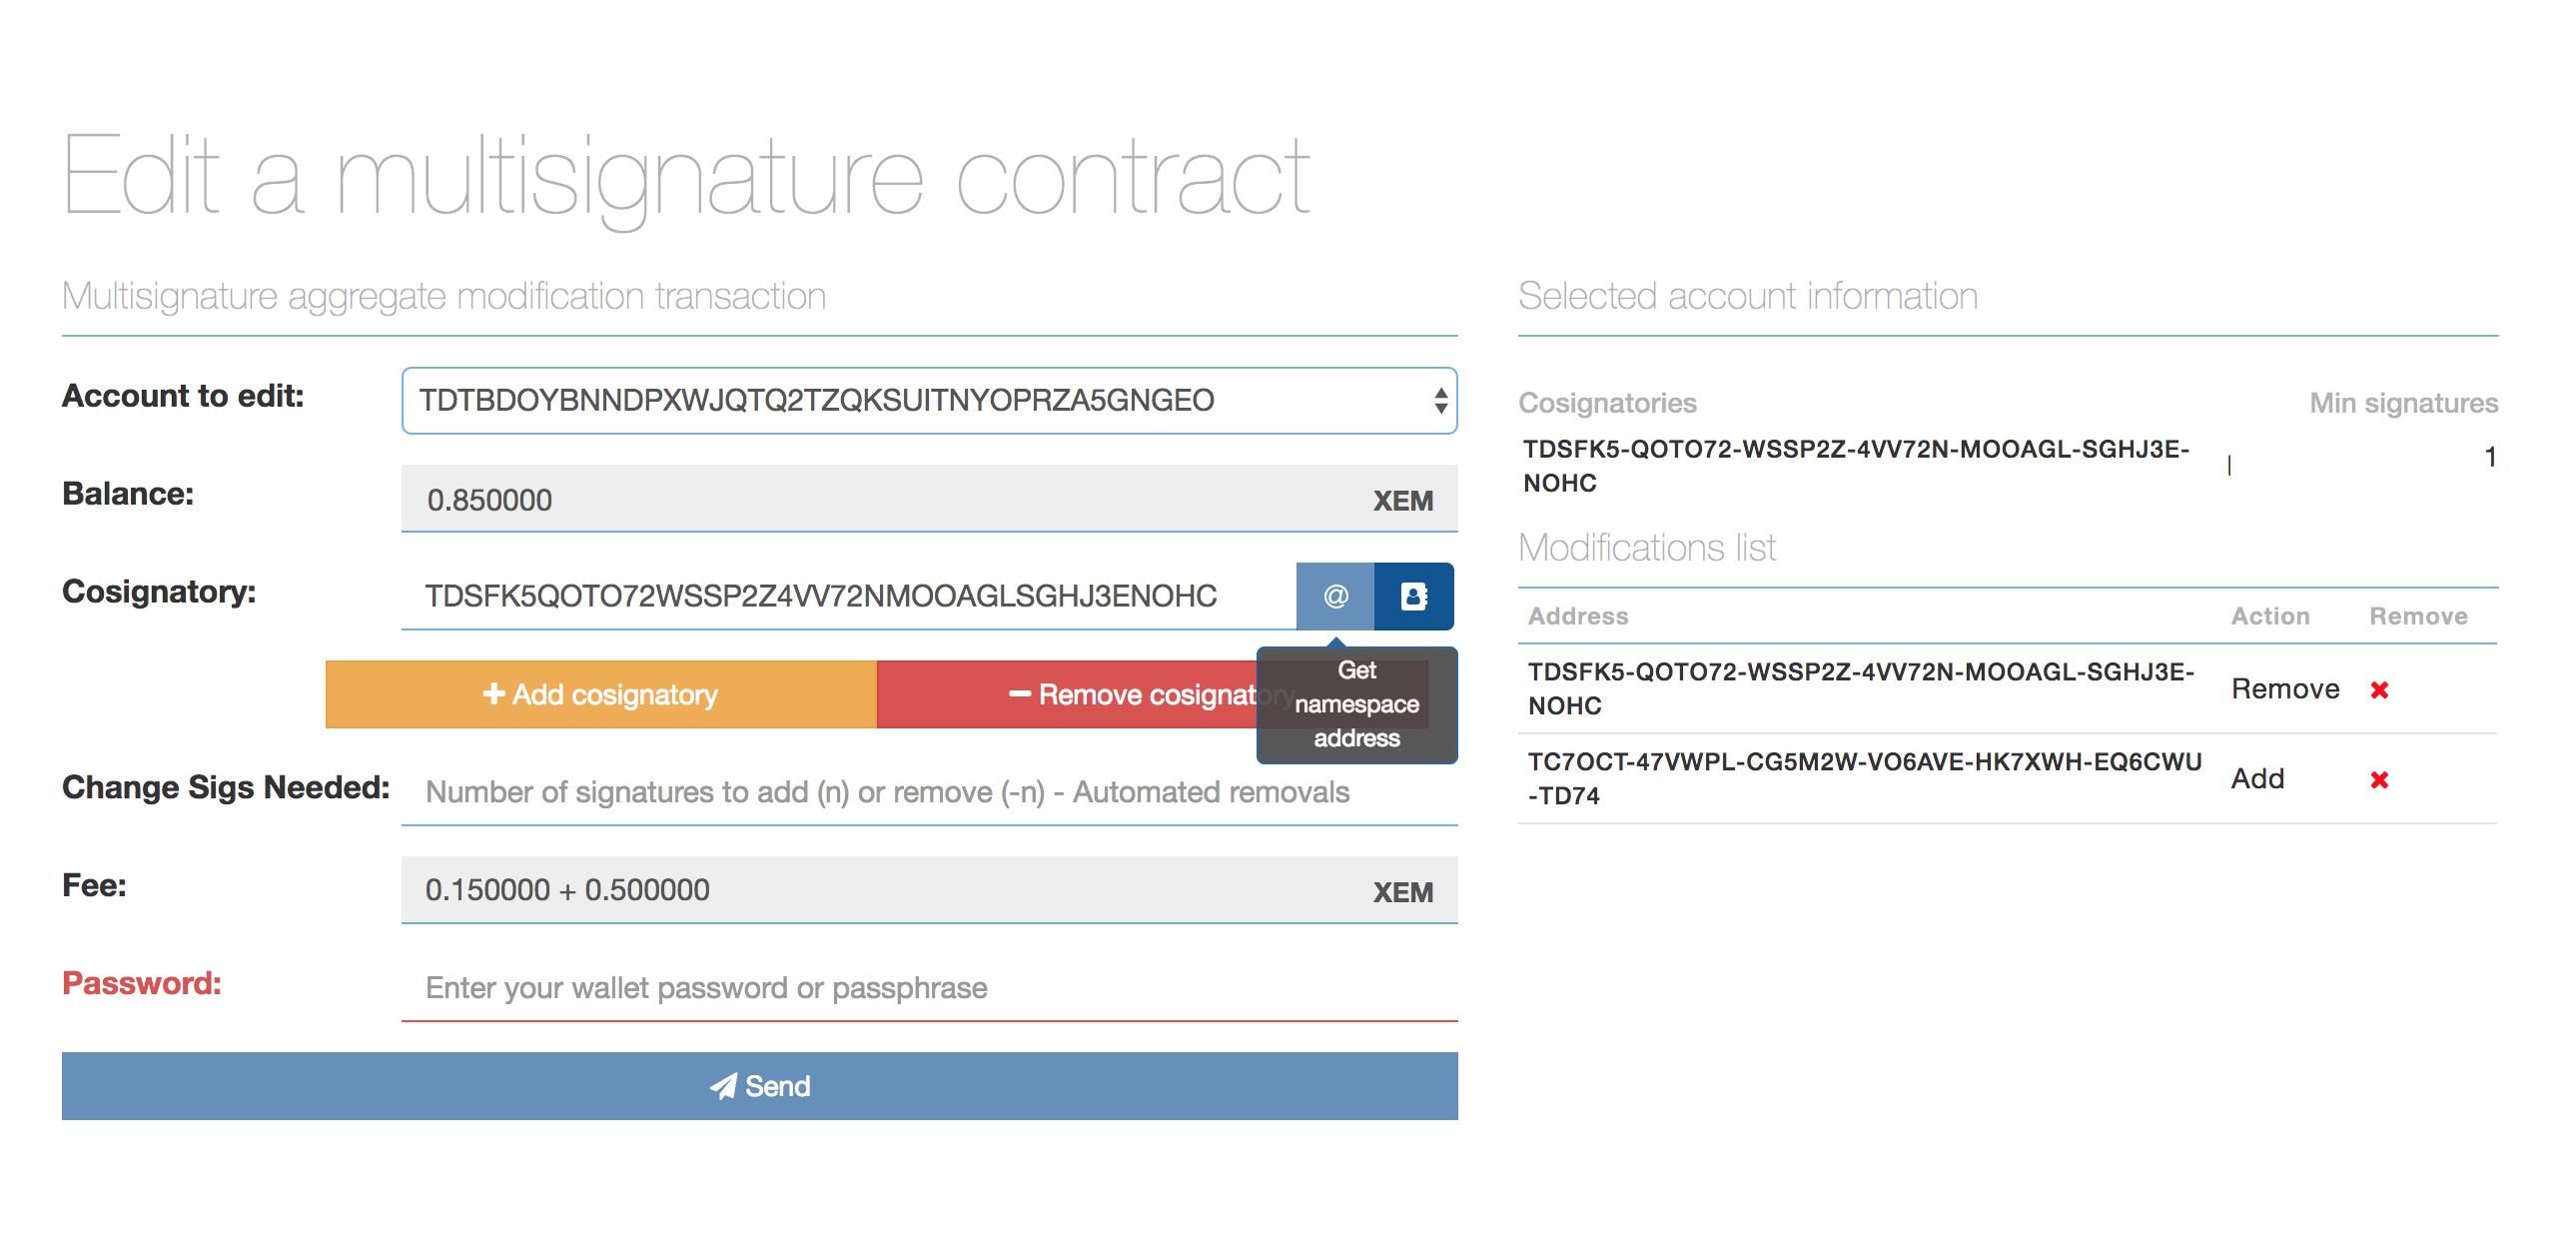 Edit a multisignature contract
Multisignature aggregate modification transaction
Account to edit:
TDTBDOYBNNDPXWJQTQ2TZQKSUITNYOPRZA5GNGEO
Balance:
0.850000 XEM
Cosignatory:
TDSFK5QOTO72WSSP2Z4VV72NMOOAGLSGHJ3ENOHC @
Add cosignatory
Remove cosignatory
Get
namespace
address
Change Sigs Needed:
Number of signatures to add (n) or remove (-n) - Automated removals
Fee:
0.150000 + 0.500000 XEM
Password:
Enter your wallet password or passphrase
Send
Selected account information
Cosignatories Min signatures
TDSFK5-QOTO72-WSSP2Z-4VV72N-MOOAGL-SGHJ3E-
NOHC
| 1
Modifications list
Address Action Remove
TDSFK5-QOTO72-WSSP2Z-4VV72N-MOOAGL-SGHJ3E-
NOHC
Remove
TC7OCT-47VWPL-CG5M2W-VO6AVE-HK7XWH-EQ6CWU
-TD74
Add